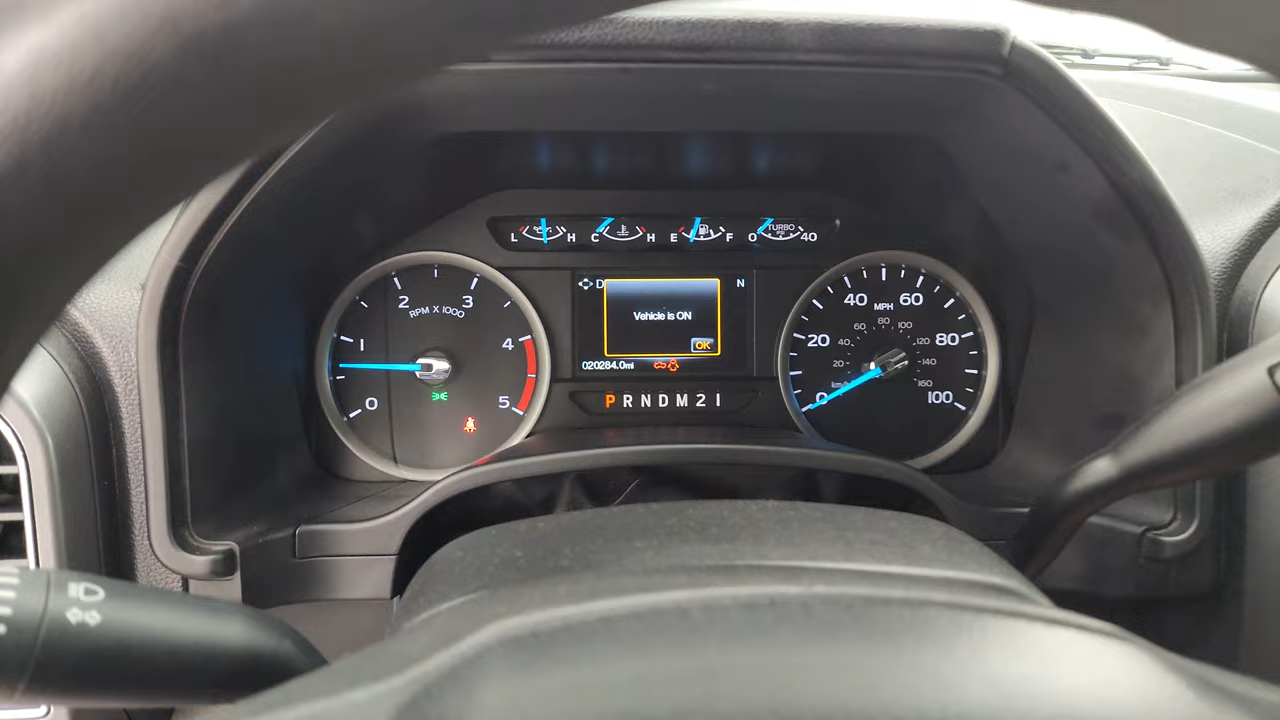 L H C H E F 0 TURBO PSI 40
2 3
RPM X 1000
1 4
0 5
D N
Vehicle is ON
OK
020284.0mi
P R N D M 2 1
40 MPH 60
60 80 100
20 40 120 80
20 140
km/h 160
0 100